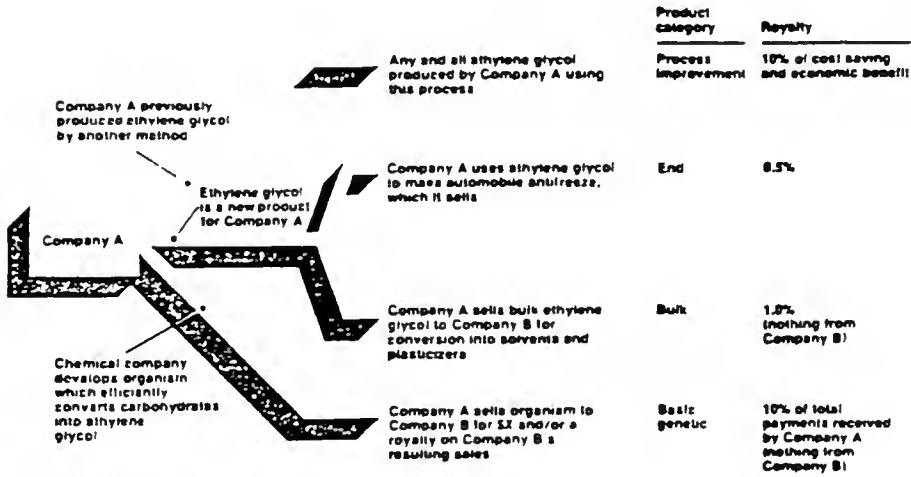 Product
category
Royalty
Any and all ethylene glycol
produced by Company A using
this process
Process
Improvement
10% of cost saving
and economic benefit
Company A previously
produced ethylene glycol
by another method
Company A uses ethylene glycol
to make automobile antifreeze,
which it sells
End
0.5%
Ethylene glycol
is a new product
for Company A
Company A
Company A sells bulk ethylene
glycol to Company B for
conversion into solvents and
plasticizers
Bulk
1.0%
(nothing from
Company B)
Chemical company
develops organism
which efficiently
converts carbohydrates
into ethylene
glycol
Company A sells organism to
Company B for $X and/or a
royalty on Company B's
resulting sales
Basic
genetic
10% of total
payments received
by Company A
(nothing from
Company B)